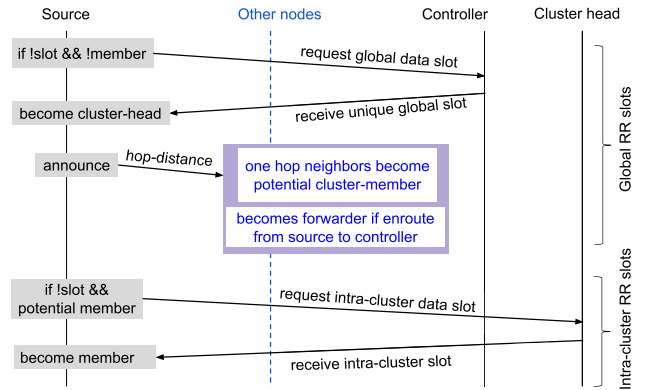 Source
Other nodes
Controller
Cluster head
if !slot && !member
request global data slot
become cluster-head
receive unique global slot
announce
hop-distance
one hop neighbors become
potential cluster-member
becomes forwarder if enroute
from source to controller
Global RR slots
if !slot &&
potential member
request intra-cluster data slot
become member
receive intra-cluster slot
Intra-cluster RR slots